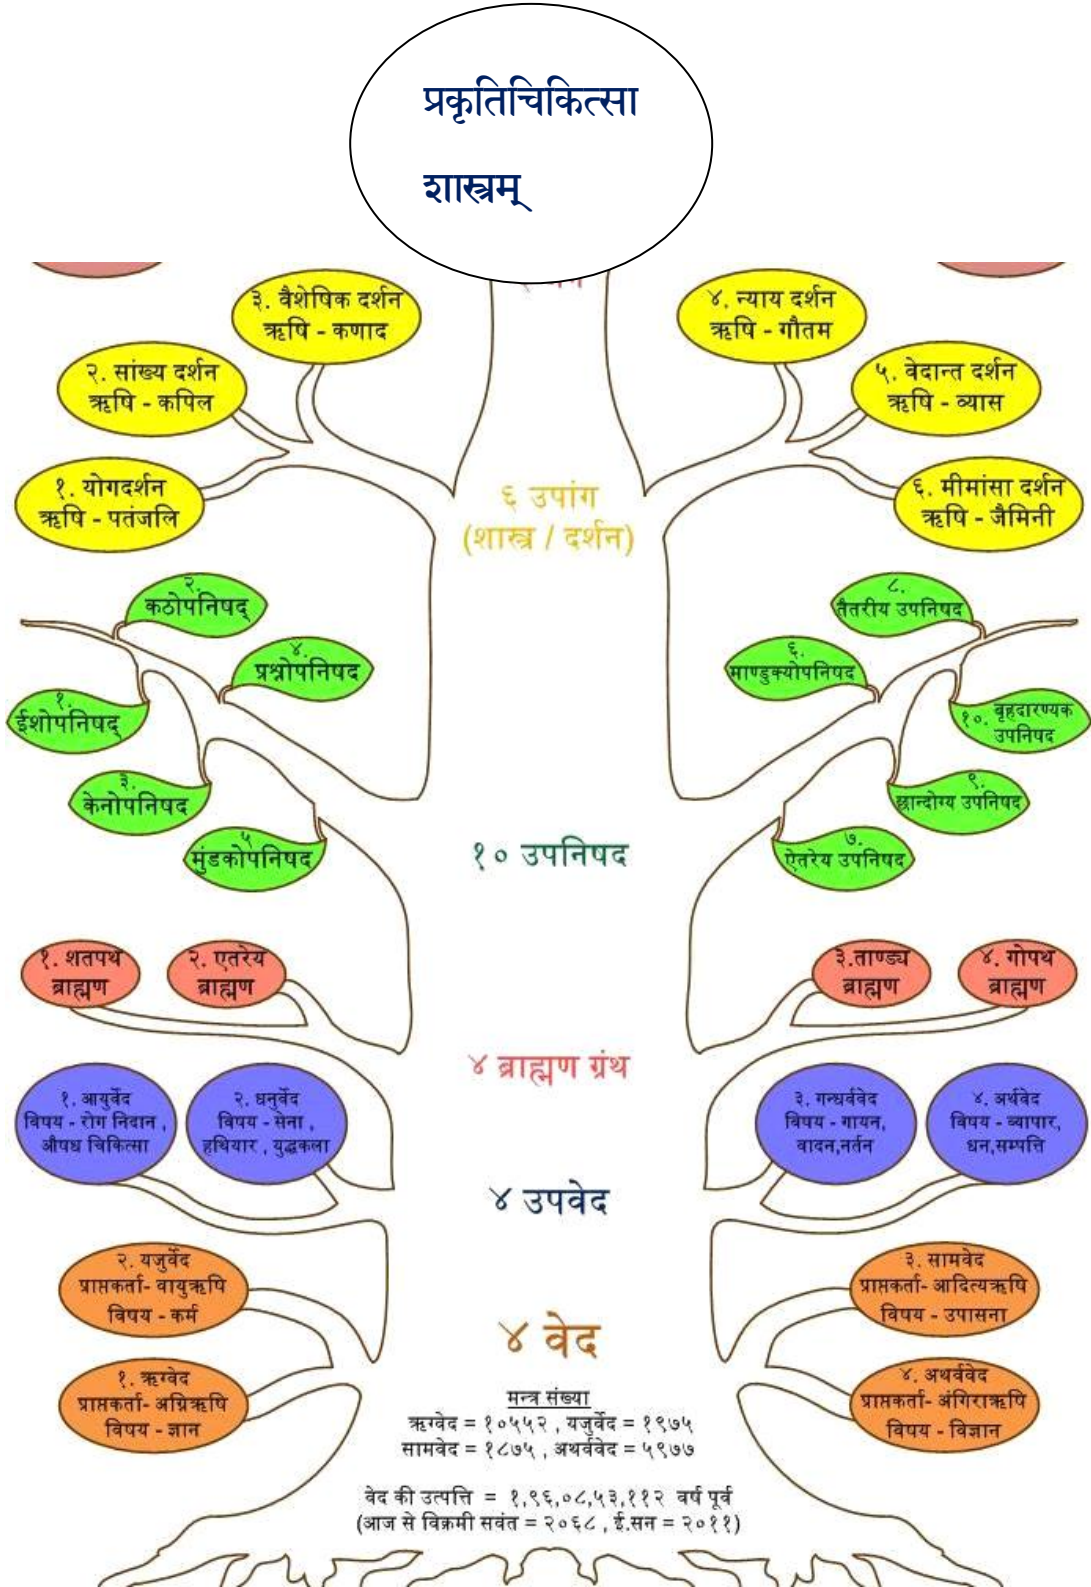 प्रकृतिचिकित्सा
शास्त्रम्
३. वैशेषिक दर्शन
ऋषि - कणाद
४. न्याय दर्शन
ऋषि - गौतम
२. सांख्य दर्शन
ऋषि - कपिल
५. वेदान्त दर्शन
ऋषि - व्यास
१. योगदर्शन
ऋषि - पतंजलि
६ उपांग
(शास्त्र / दर्शन)
६. मीमांसा दर्शन
ऋषि - जैमिनी
२.
कठोपनिषद्
८.
तैतरीय उपनिषद
४.
प्रश्नोपनिषद
६.
माण्डुक्योपनिषद
१.
ईशोपनिषद्
१०. बृहदारण्यक
उपनिषद
३.
केनोपनिषद
९.
छान्दोग्य उपनिषद
५
मुंडकोपनिषद
१० उपनिषद
७.
ऐतरेय उपनिषद
१. शतपथ
ब्राह्मण
२. एतरेय
ब्राह्मण
३.ताण्ड्य
ब्राह्मण
४. गोपथ
ब्राह्मण
४ ब्राह्मण ग्रंथ
१. आयुर्वेद
विषय - रोग निदान ,
औषध चिकित्सा
२. धनुर्वेद
विषय - सेना ,
हथियार , युद्धकला
३. गन्धर्ववेद
विषय - गायन,
वादन,नर्तन
४. अर्थवेद
विषय - व्यापार,
धन,सम्पत्ति
४ उपवेद
२. यजुर्वेद
प्राप्तकर्ता- वायुऋषि
विषय - कर्म
३. सामवेद
प्राप्तकर्ता- आदित्यऋषि
विषय - उपासना
४ वेद
१. ऋग्वेद
प्राप्तकर्ता- अग्निऋषि
विषय - ज्ञान
४. अथर्ववेद
प्राप्तकर्ता- अंगिराऋषि
विषय - विज्ञान
मन्त्र संख्या
ऋग्वेद = १०५५२ , यजुर्वेद = १९७५
सामवेद = १८७५ , अथर्ववेद = ५९७७
वेद की उत्पत्ति = १,९६,०८,५३,११२ वर्ष पूर्व
(आज से विक्रमी सवंत = २०६८ , ई.सन = २०११)